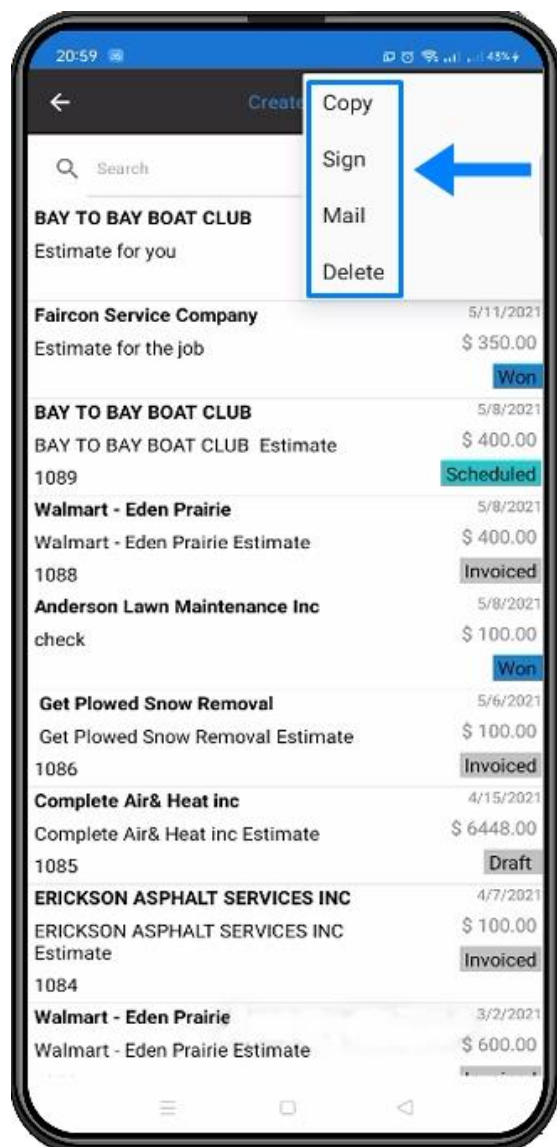 20:59
45%
Create
Copy
Search
Sign
BAY TO BAY BOAT CLUB
Mail
Estimate for you
Delete
Faircon Service Company 5/11/2021
Estimate for the job $ 350.00
Won
BAY TO BAY BOAT CLUB 5/8/2021
BAY TO BAY BOAT CLUB Estimate $ 400.00
1089 Scheduled
Walmart - Eden Prairie 5/8/2021
Walmart - Eden Prairie Estimate $ 400.00
1088 Invoiced
Anderson Lawn Maintenance Inc 5/8/2021
check $ 100.00
Won
Get Plowed Snow Removal 5/6/2021
Get Plowed Snow Removal Estimate $ 100.00
1086 Invoiced
Complete Air& Heat inc 4/15/2021
Complete Air& Heat inc Estimate $ 6448.00
1085 Draft
ERICKSON ASPHALT SERVICES INC 4/7/2021
ERICKSON ASPHALT SERVICES INC $ 100.00
Estimate Invoiced
1084
Walmart - Eden Prairie 3/2/2021
Walmart - Eden Prairie Estimate $ 600.00